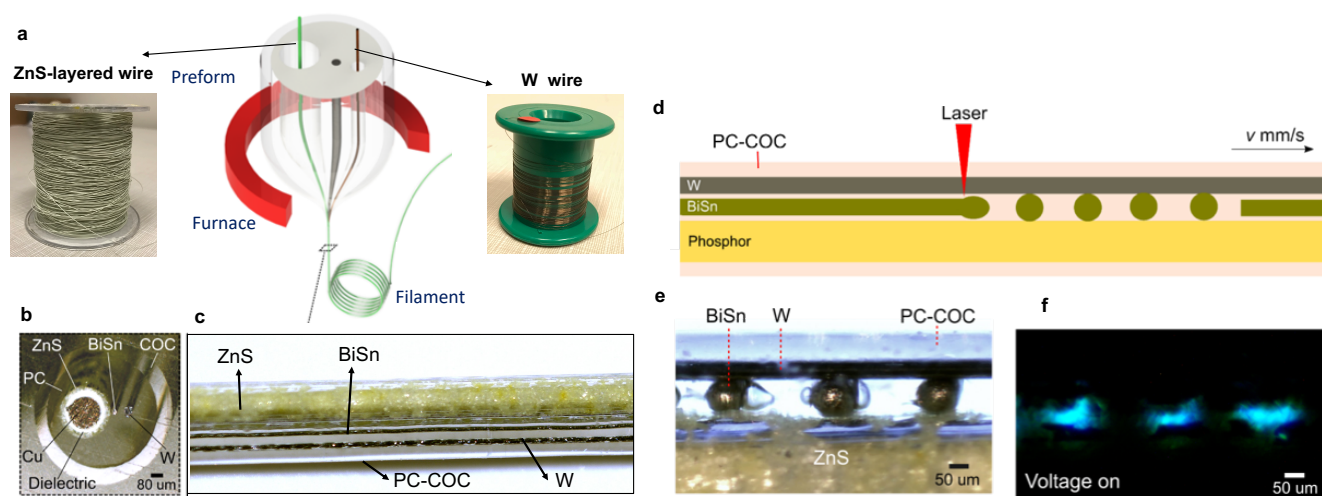 a
ZnS-layered wire
Preform
W wire
Furnace
Filament
b
ZnS
BiSn
COC
PC
Cu
W
Dielectric
80 um
c
ZnS
BiSn
PC-COC
W
d
Laser
PC-COC
v mm/s
W
BiSn
Phosphor
e
BiSn
W
PC-COC
ZnS
50 um
f
Voltage on
50 um